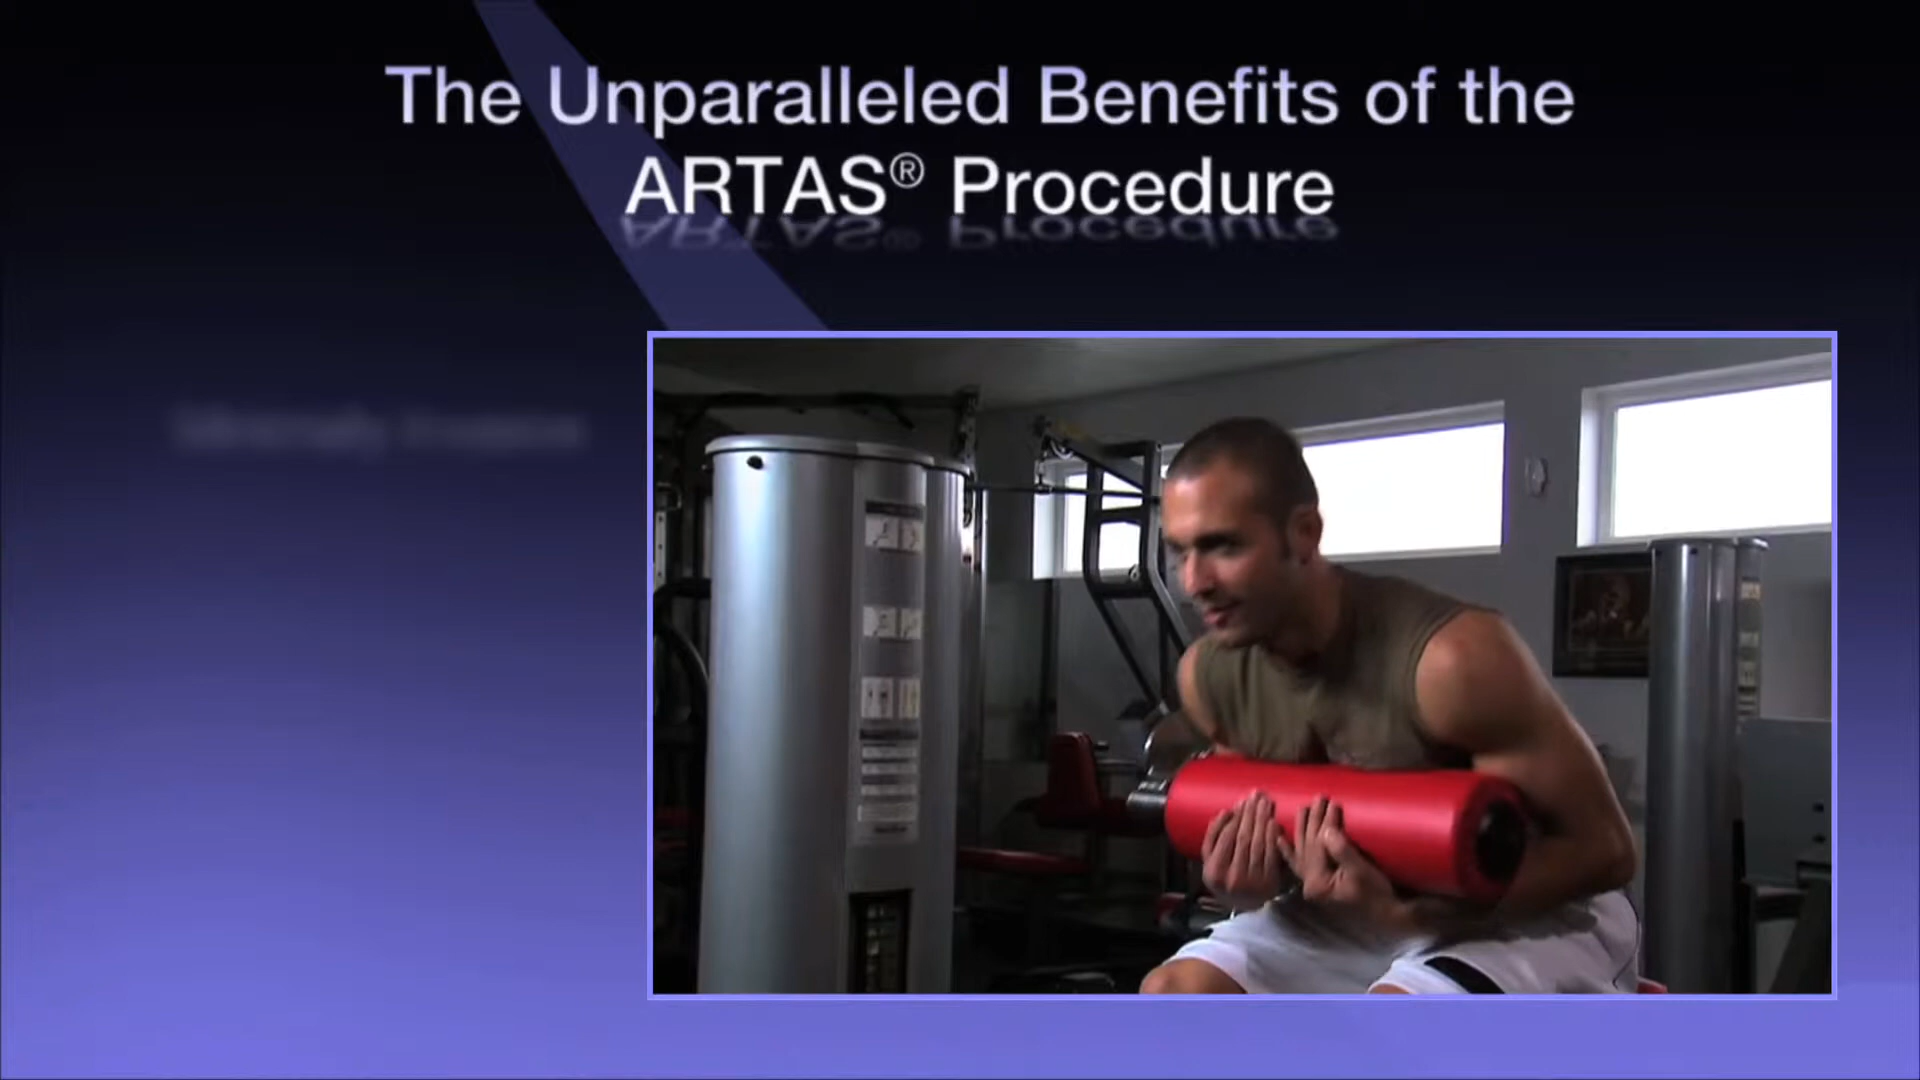 The Unparalleled Benefits of the
ARTAS® Procedure